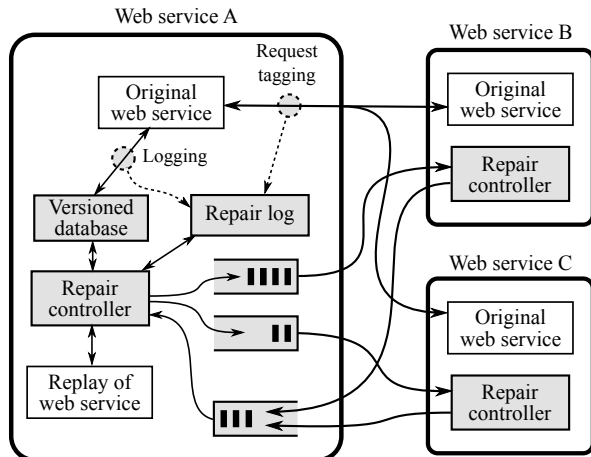 Web service A
Request
tagging
Original
web service
Logging
Versioned
database
Repair log
Repair
controller
Replay of
web service
Web service B
Original
web service
Repair
controller
Web service C
Original
web service
Repair
controller